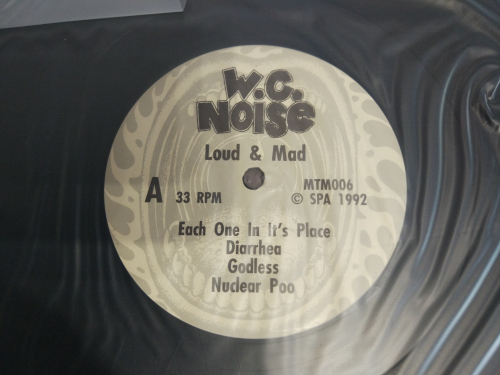 W.C.
NOISE
Loud & Mad
A 33 RPM
MTM006
© SPA 1992
Each One In It's Place
Diarrhea
Godless
Nuclear Poo